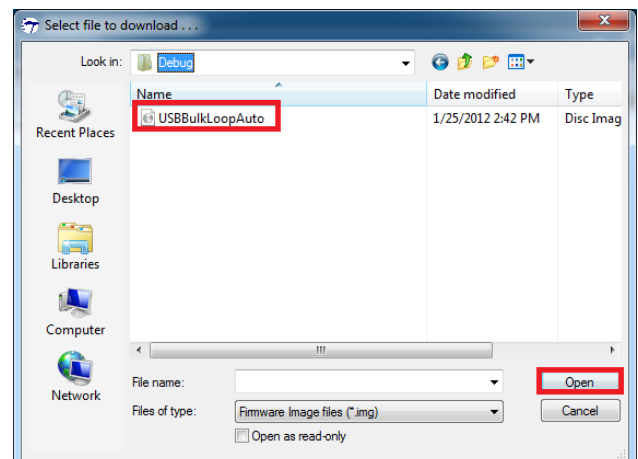 Select file to download . . .
Look in: Debug
Name Date modified Type
USBBulkLoopAuto 1/25/2012 2:42 PM Disc Imag
Recent Places
Desktop
Libraries
Computer
Network
File name: Open
Files of type: Firmware Image files (*.img) Cancel
Open as read-only